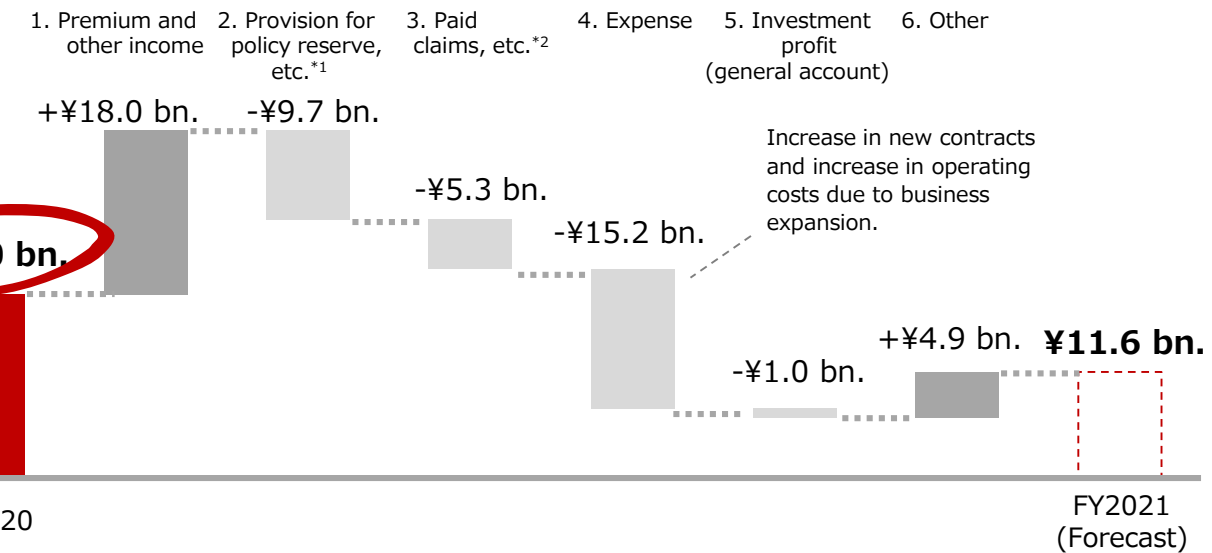 1. Premium and
other income
2. Provision for
policy reserve,
etc.*1
3. Paid
claims, etc.*2
4. Expense
5. Investment
profit
(general account)
6. Other
+¥18.0 bn.
-¥9.7 bn.
-¥5.3 bn.
-¥15.2 bn.
Increase in new contracts
and increase in operating
costs due to business
expansion.
bn.
-¥1.0 bn.
+¥4.9 bn.
¥11.6 bn.
20
FY2021
(Forecast)